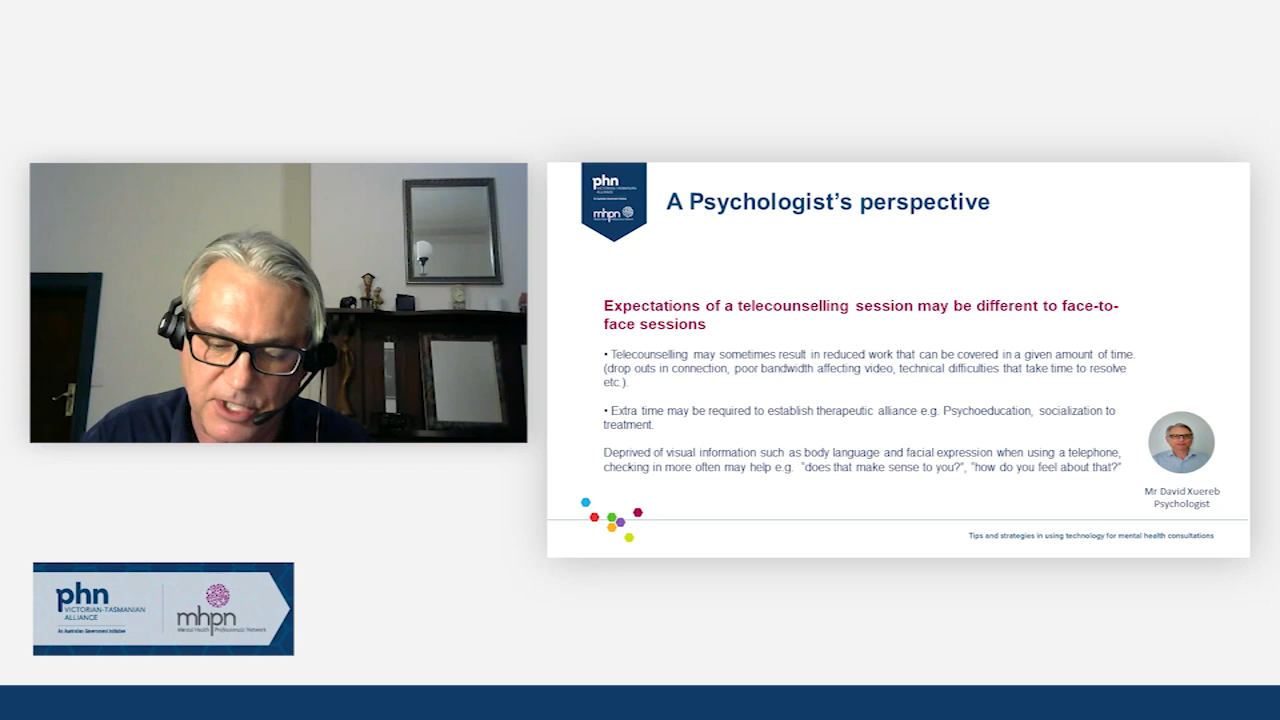 phn
VICTORIAN-TASMANIAN
ALLIANCE
mhpn
A Psychologist's perspective
Expectations of a telecounselling session may be different to face-to-
face sessions
• Telecounselling may sometimes result in reduced work that can be covered in a given amount of time.
(drop outs in connection, poor bandwidth affecting video, technical difficulties that take time to resolve
etc.).
• Extra time may be required to establish therapeutic alliance e.g. Psychoeducation, socialization to
treatment.
Deprived of visual information such as body language and facial expression when using a telephone,
checking in more often may help e.g. "does that make sense to you?", "how do you feel about that?"
Mr David Xuereb
Psychologist
Tips and strategies in using technology for mental health consultations
phn
VICTORIAN-TASMANIAN
ALLIANCE
An Australian Government Initiative
mhpn
Mental Health Professionals' Network